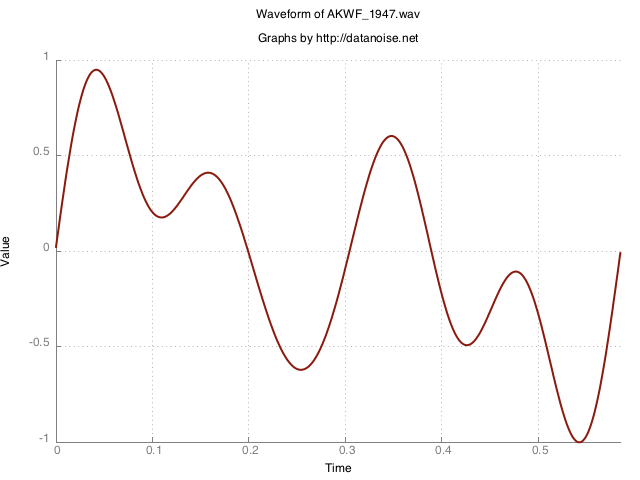 Waveform of AKWF_1947.wav
Graphs by http://datanoise.net
1
0.5
0
-0.5
-1
Value
0 0.1 0.2 0.3 0.4 0.5
Time